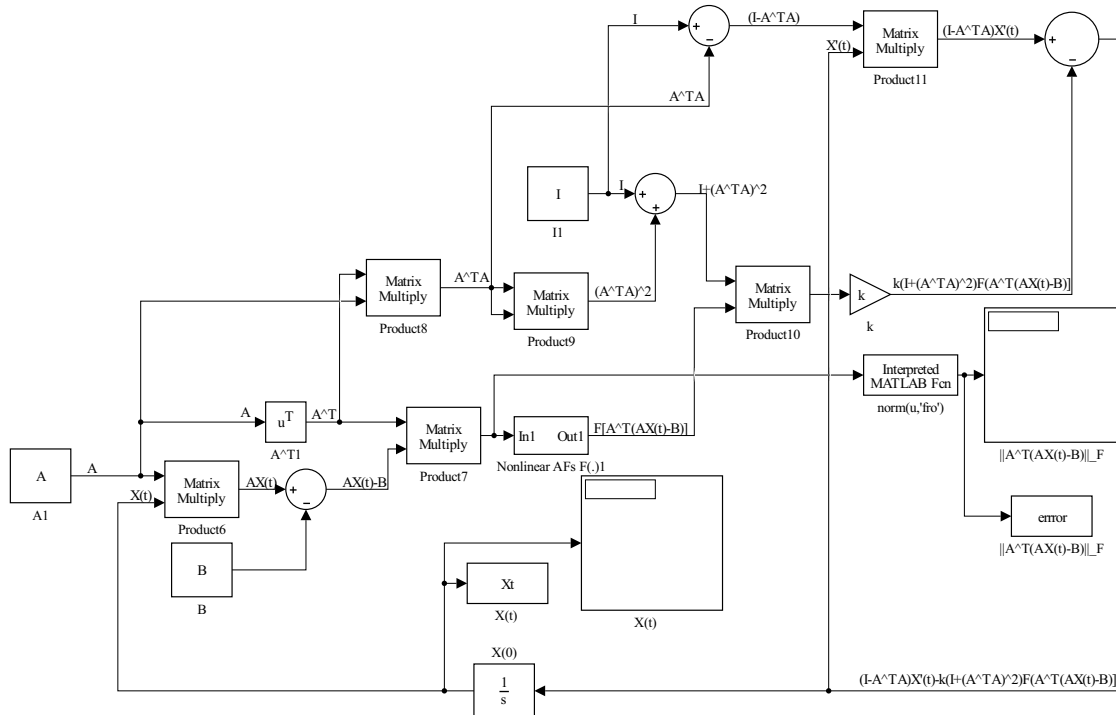 I
(I-A^TA)
Matrix
Multiply
Product11
X'(t)
(I-A^TA)X'(t)
A^TA
I
I1
I
I+(A^TA)^2
Matrix
Multiply
Product8
A^TA
Matrix
Multiply
Product9
(A^TA)^2
Matrix
Multiply
Product10
k
k
k(I+(A^TA)^2)F(A^T(AX(t)-B)]
||A^T(AX(t)-B)||_F
Interpreted
MATLAB Fcn
norm(u,'fro')
A
u^T
A^T1
A^T
Matrix
Multiply
Product7
In1 Out1
Nonlinear AFs F(.)1
F[A^T(AX(t)-B)]
A
A1
A
X(t)
Matrix
Multiply
Product6
AX(t)
AX(t)-B
B
B
Xt
X(t)
X(t)
errror
||A^T(AX(t)-B)||_F
X(0)
1
s
(I-A^TA)X'(t)-k(I+(A^TA)^2)F(A^T(AX(t)-B)]